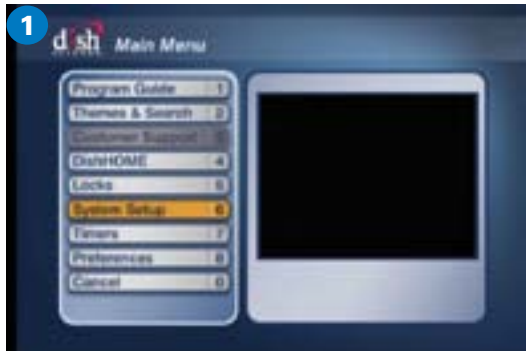 1
dish Main Menu
Program Guide 1
Themes & Search 2
Customer Support 3
DishHOME 4
Locks 5
System Setup 6
Timers 7
Preferences 8
Cancel 0